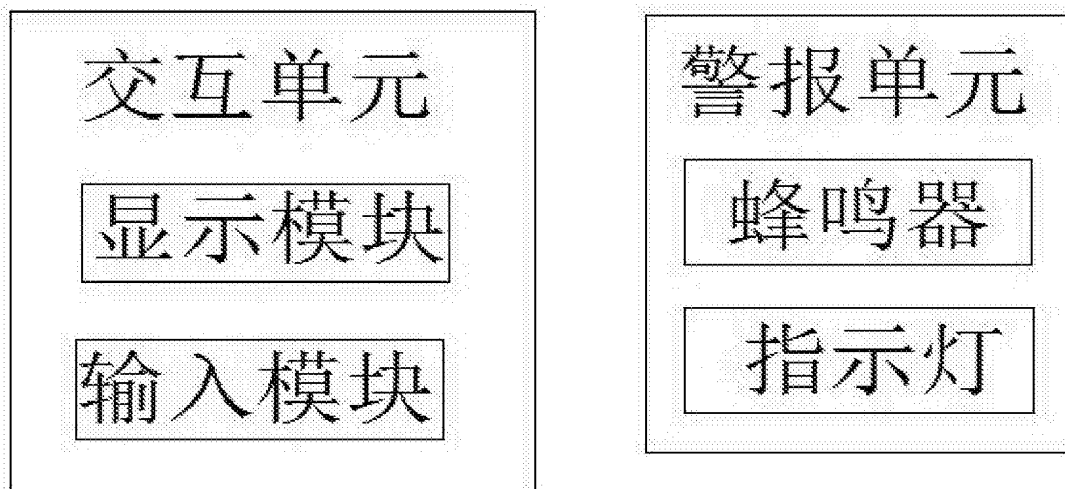 交互单元
显示模块
输入模块
警报单元
蜂鸣器
指示灯